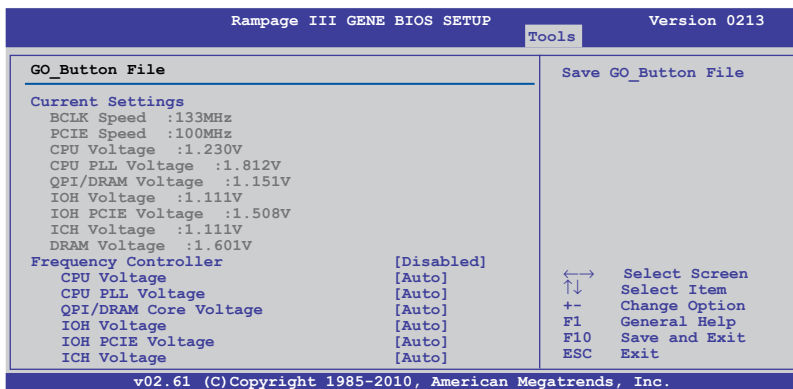 Rampage III GENE BIOS SETUP Version 0213
Tools
GO_Button File
Current Settings
BCLK Speed :133MHz
PCIE Speed :100MHz
CPU Voltage :1.230V
CPU PLL Voltage :1.812V
QPI/DRAM Voltage :1.151V
IOH Voltage :1.111V
IOH PCIE Voltage :1.508V
ICH Voltage :1.111V
DRAM Voltage :1.601V
Frequency Controller [Disabled]
CPU Voltage [Auto]
CPU PLL Voltage [Auto]
QPI/DRAM Core Voltage [Auto]
IOH Voltage [Auto]
IOH PCIE Voltage [Auto]
ICH Voltage [Auto]
Save GO_Button File
←→ Select Screen
↑↓ Select Item
+- Change Option
F1 General Help
F10 Save and Exit
ESC Exit
v02.61 (C)Copyright 1985-2010, American Megatrends, Inc.